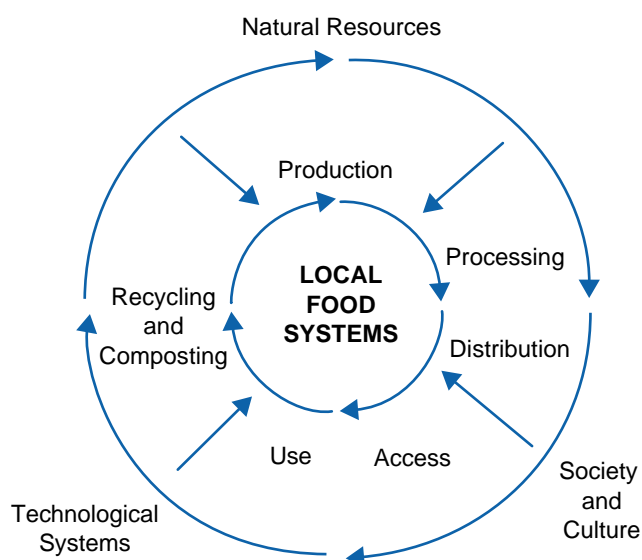 Natural Resources
Production
Processing
LOCAL
FOOD
SYSTEMS
Recycling
and
Composting
Distribution
Use
Access
Society
and
Culture
Technological
Systems